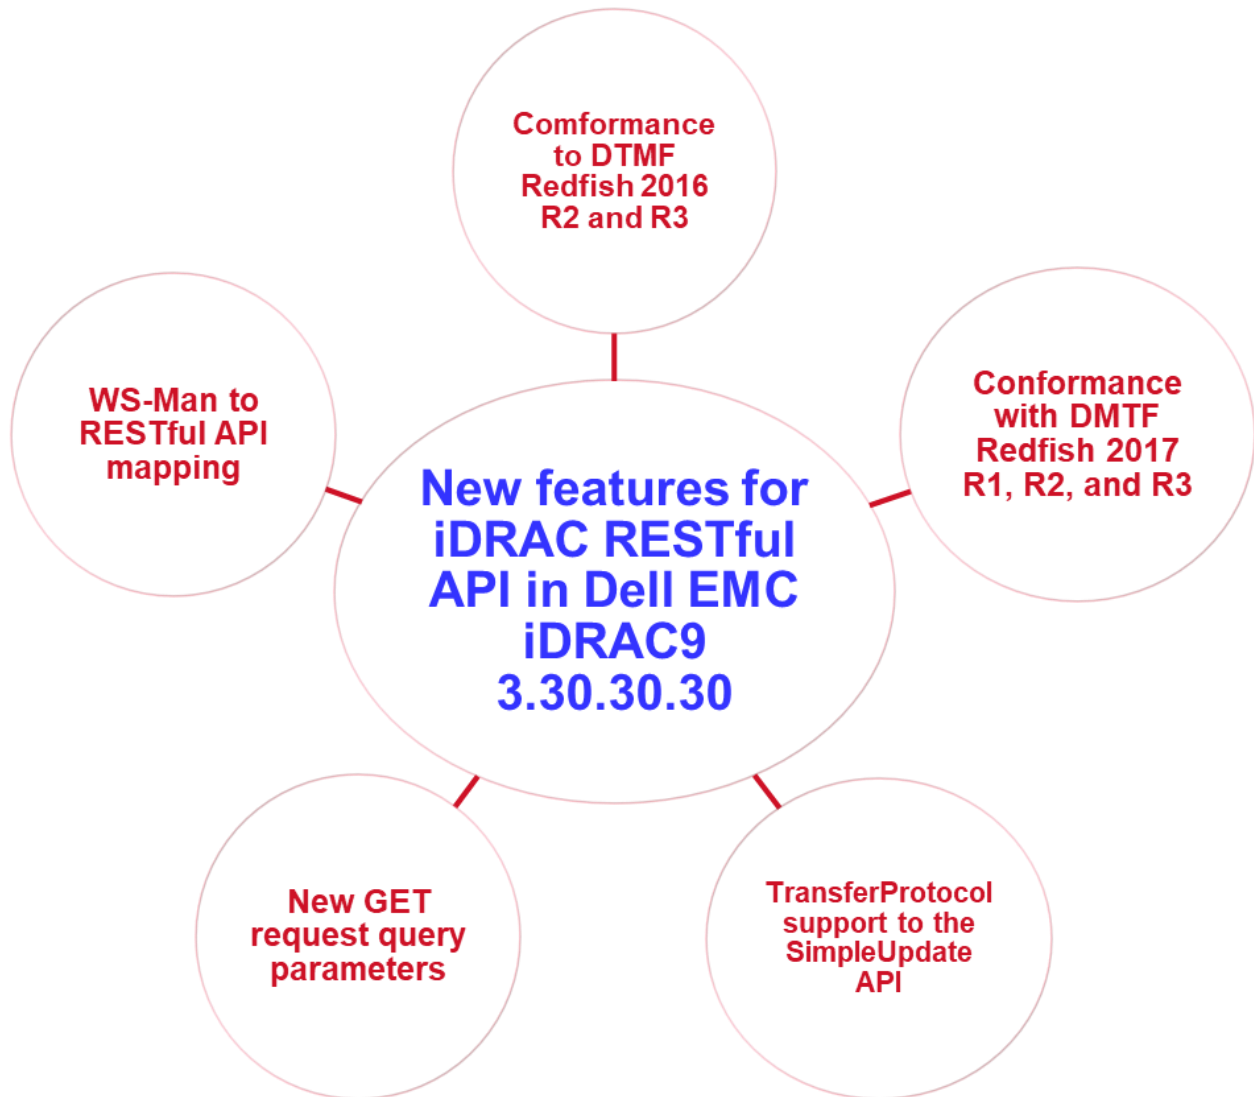 Comformance
to DTMF
Redfish 2016
R2 and R3
WS-Man to
RESTful API
mapping
Conformance
with DMTF
Redfish 2017
R1, R2, and R3
New features for
iDRAC RESTful
API in Dell EMC
iDRAC9
3.30.30.30
New GET
request query
parameters
TransferProtocol
support to the
SimpleUpdate
API